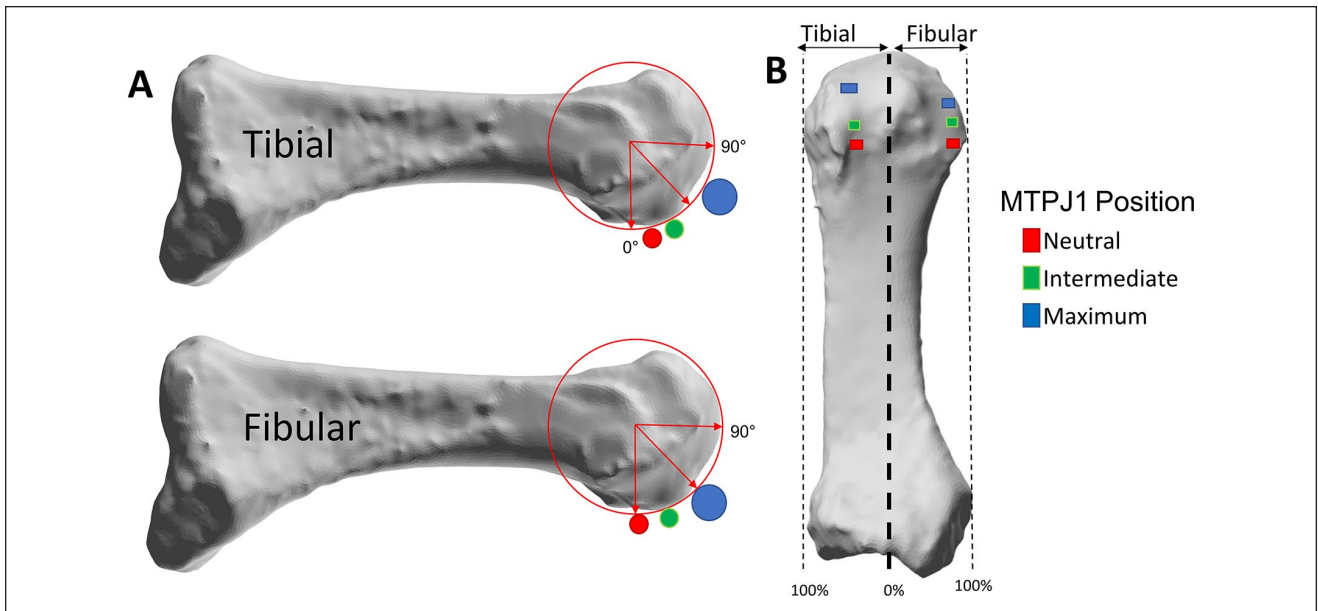 A
Tibial
90°
0°
Fibular
90°
B
Tibial
Fibular
100%
0%
100%
MTPJ1 Position
Neutral
Intermediate
Maximum